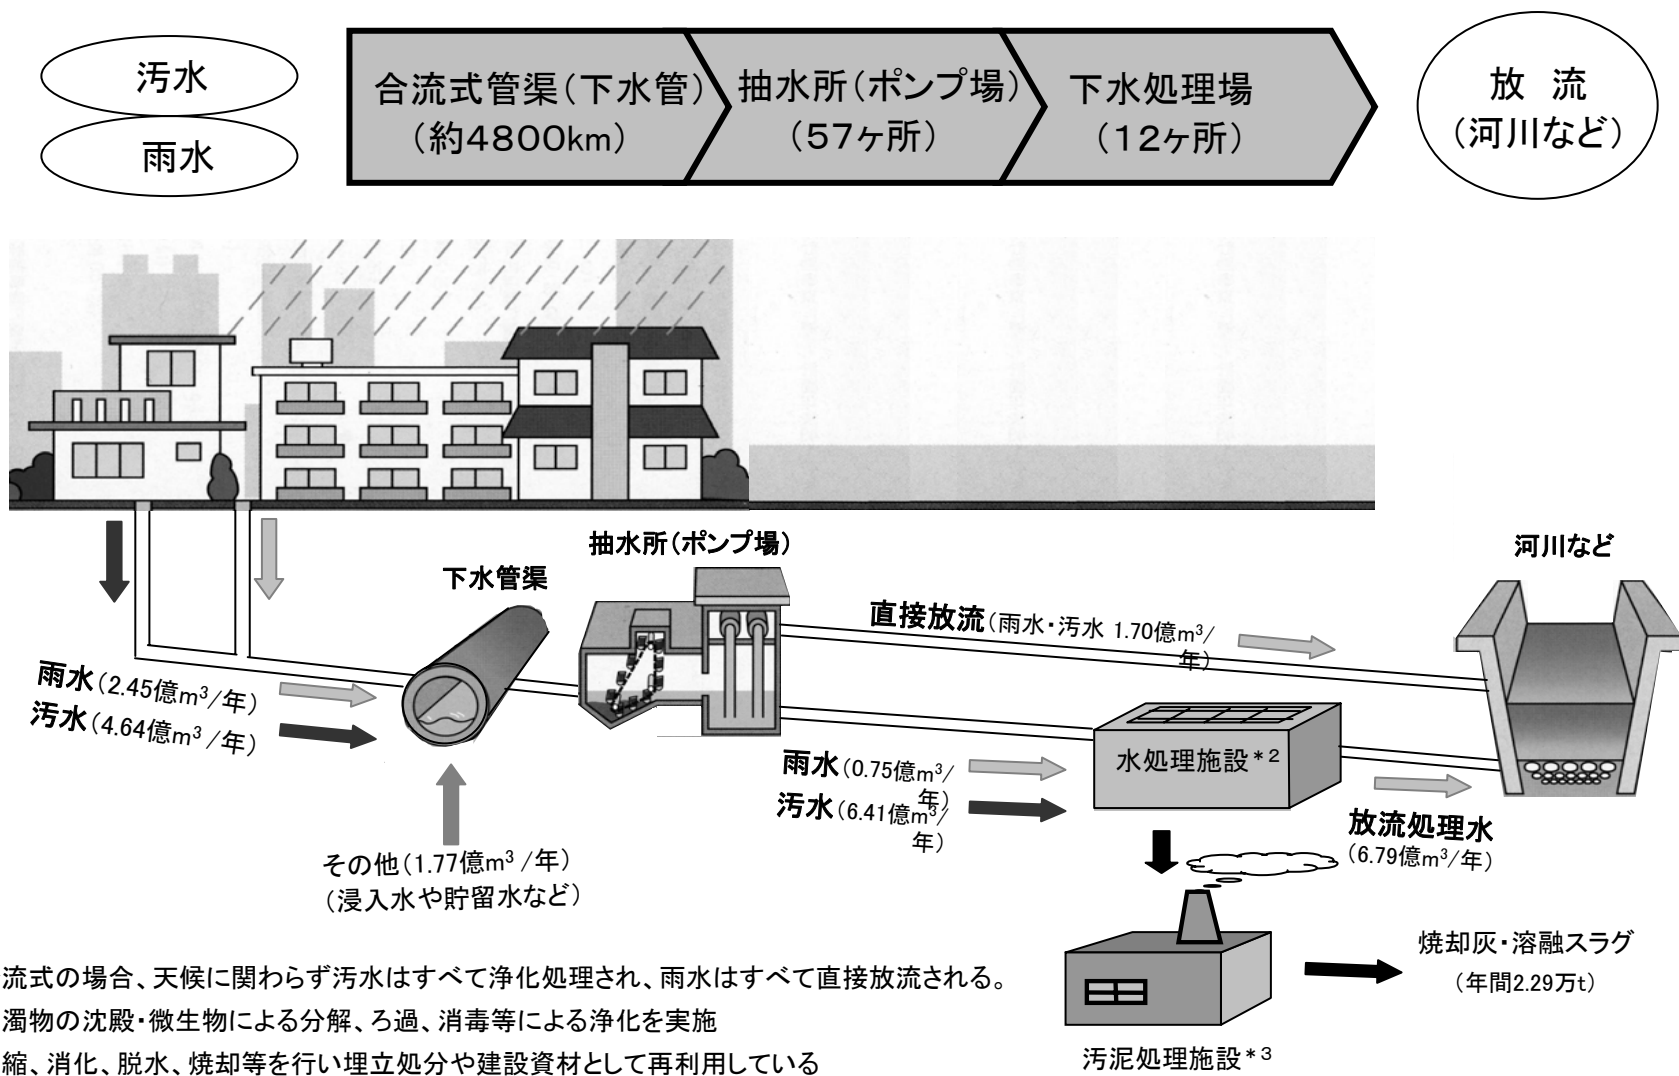 汚水
雨水
合流式管渠（下水管）
（約4800km）
抽水所（ポンプ場）
（57ヶ所）
下水処理場
（12ヶ所）
放 流
（河川など）
抽水所（ポンプ場）
河川など
下水管渠
直接放流（雨水・汚水 1.70億m³/
年）
雨水（2.45億m³/年）
汚水（4.64億m³/年）
水処理施設*2
雨水（0.75億m³/
年）
汚水（6.41億m³/
年）
放流処理水
（6.79億m³/年）
その他（1.77億m³/年）
（浸入水や貯留水など）
焼却灰・溶融スラグ
（年間2.29万t）
流式の場合、天候に関わらず汚水はすべて浄化処理され、雨水はすべて直接放流される。
濁物の沈殿・微生物による分解、ろ過、消毒等による浄化を実施
縮、消化、脱水、焼却等を行い埋立処分や建設資材として再利用している
汚泥処理施設*3